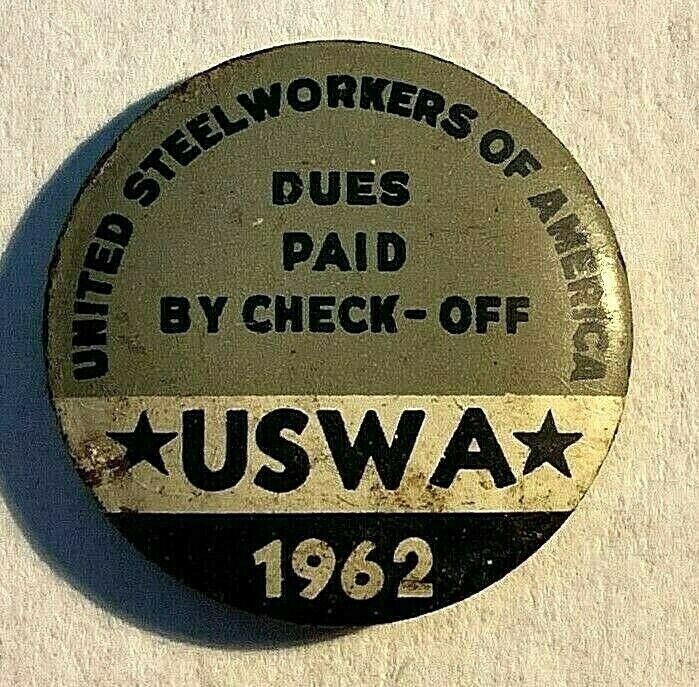 UNITED STEELWORKERS OF AMERICA
DUES
PAID
BY CHECK-OFF
★USWA★
1962